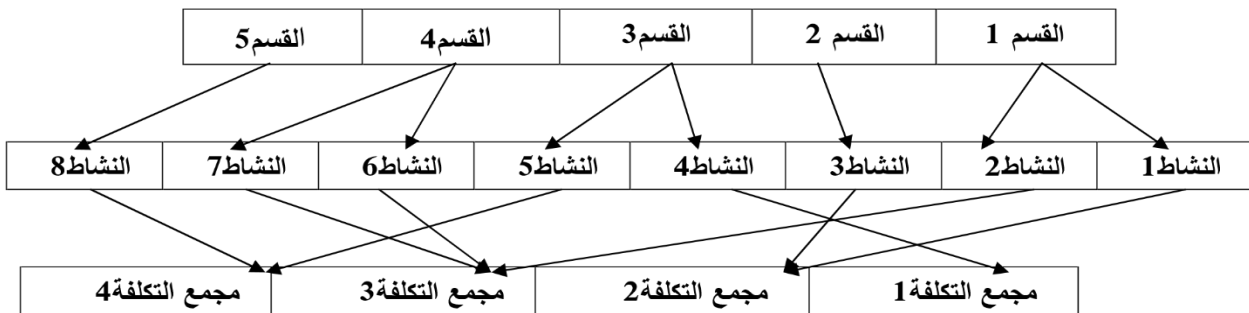 القسم 1 القسم 2 القسم3 القسم4 القسم5
النشاط1 النشاط2 النشاط3 النشاط4 النشاط5 النشاط6 النشاط7 النشاط8
مجمع التكلفة1 مجمع التكلفة2 مجمع التكلفة3 مجمع التكلفة4